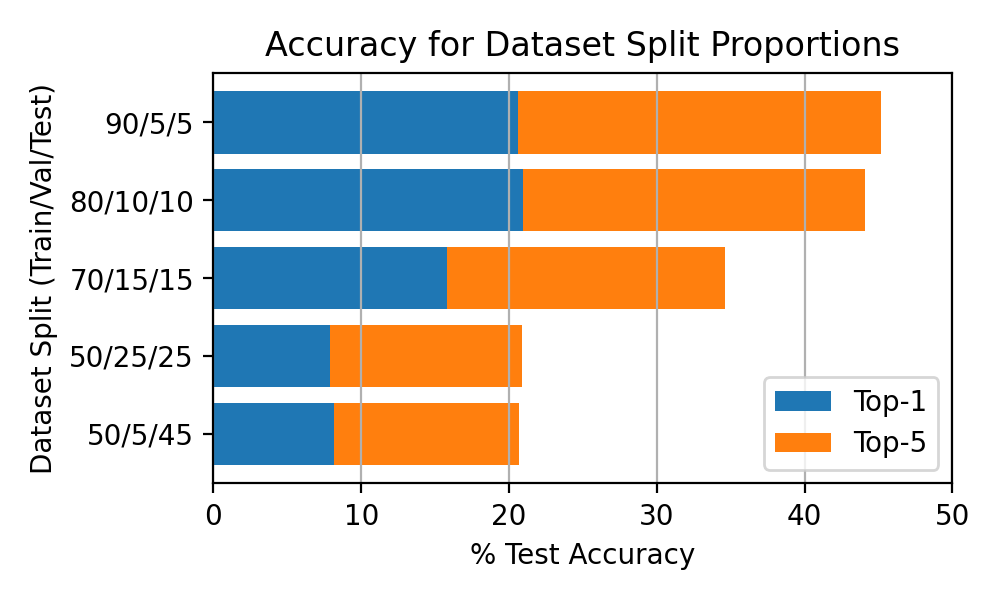 Accuracy for Dataset Split Proportions
Dataset Split (Train/Val/Test)
90/5/5
80/10/10
70/15/15
50/25/25
50/5/45
Top-1
Top-5
0 10 20 30 40 50
% Test Accuracy